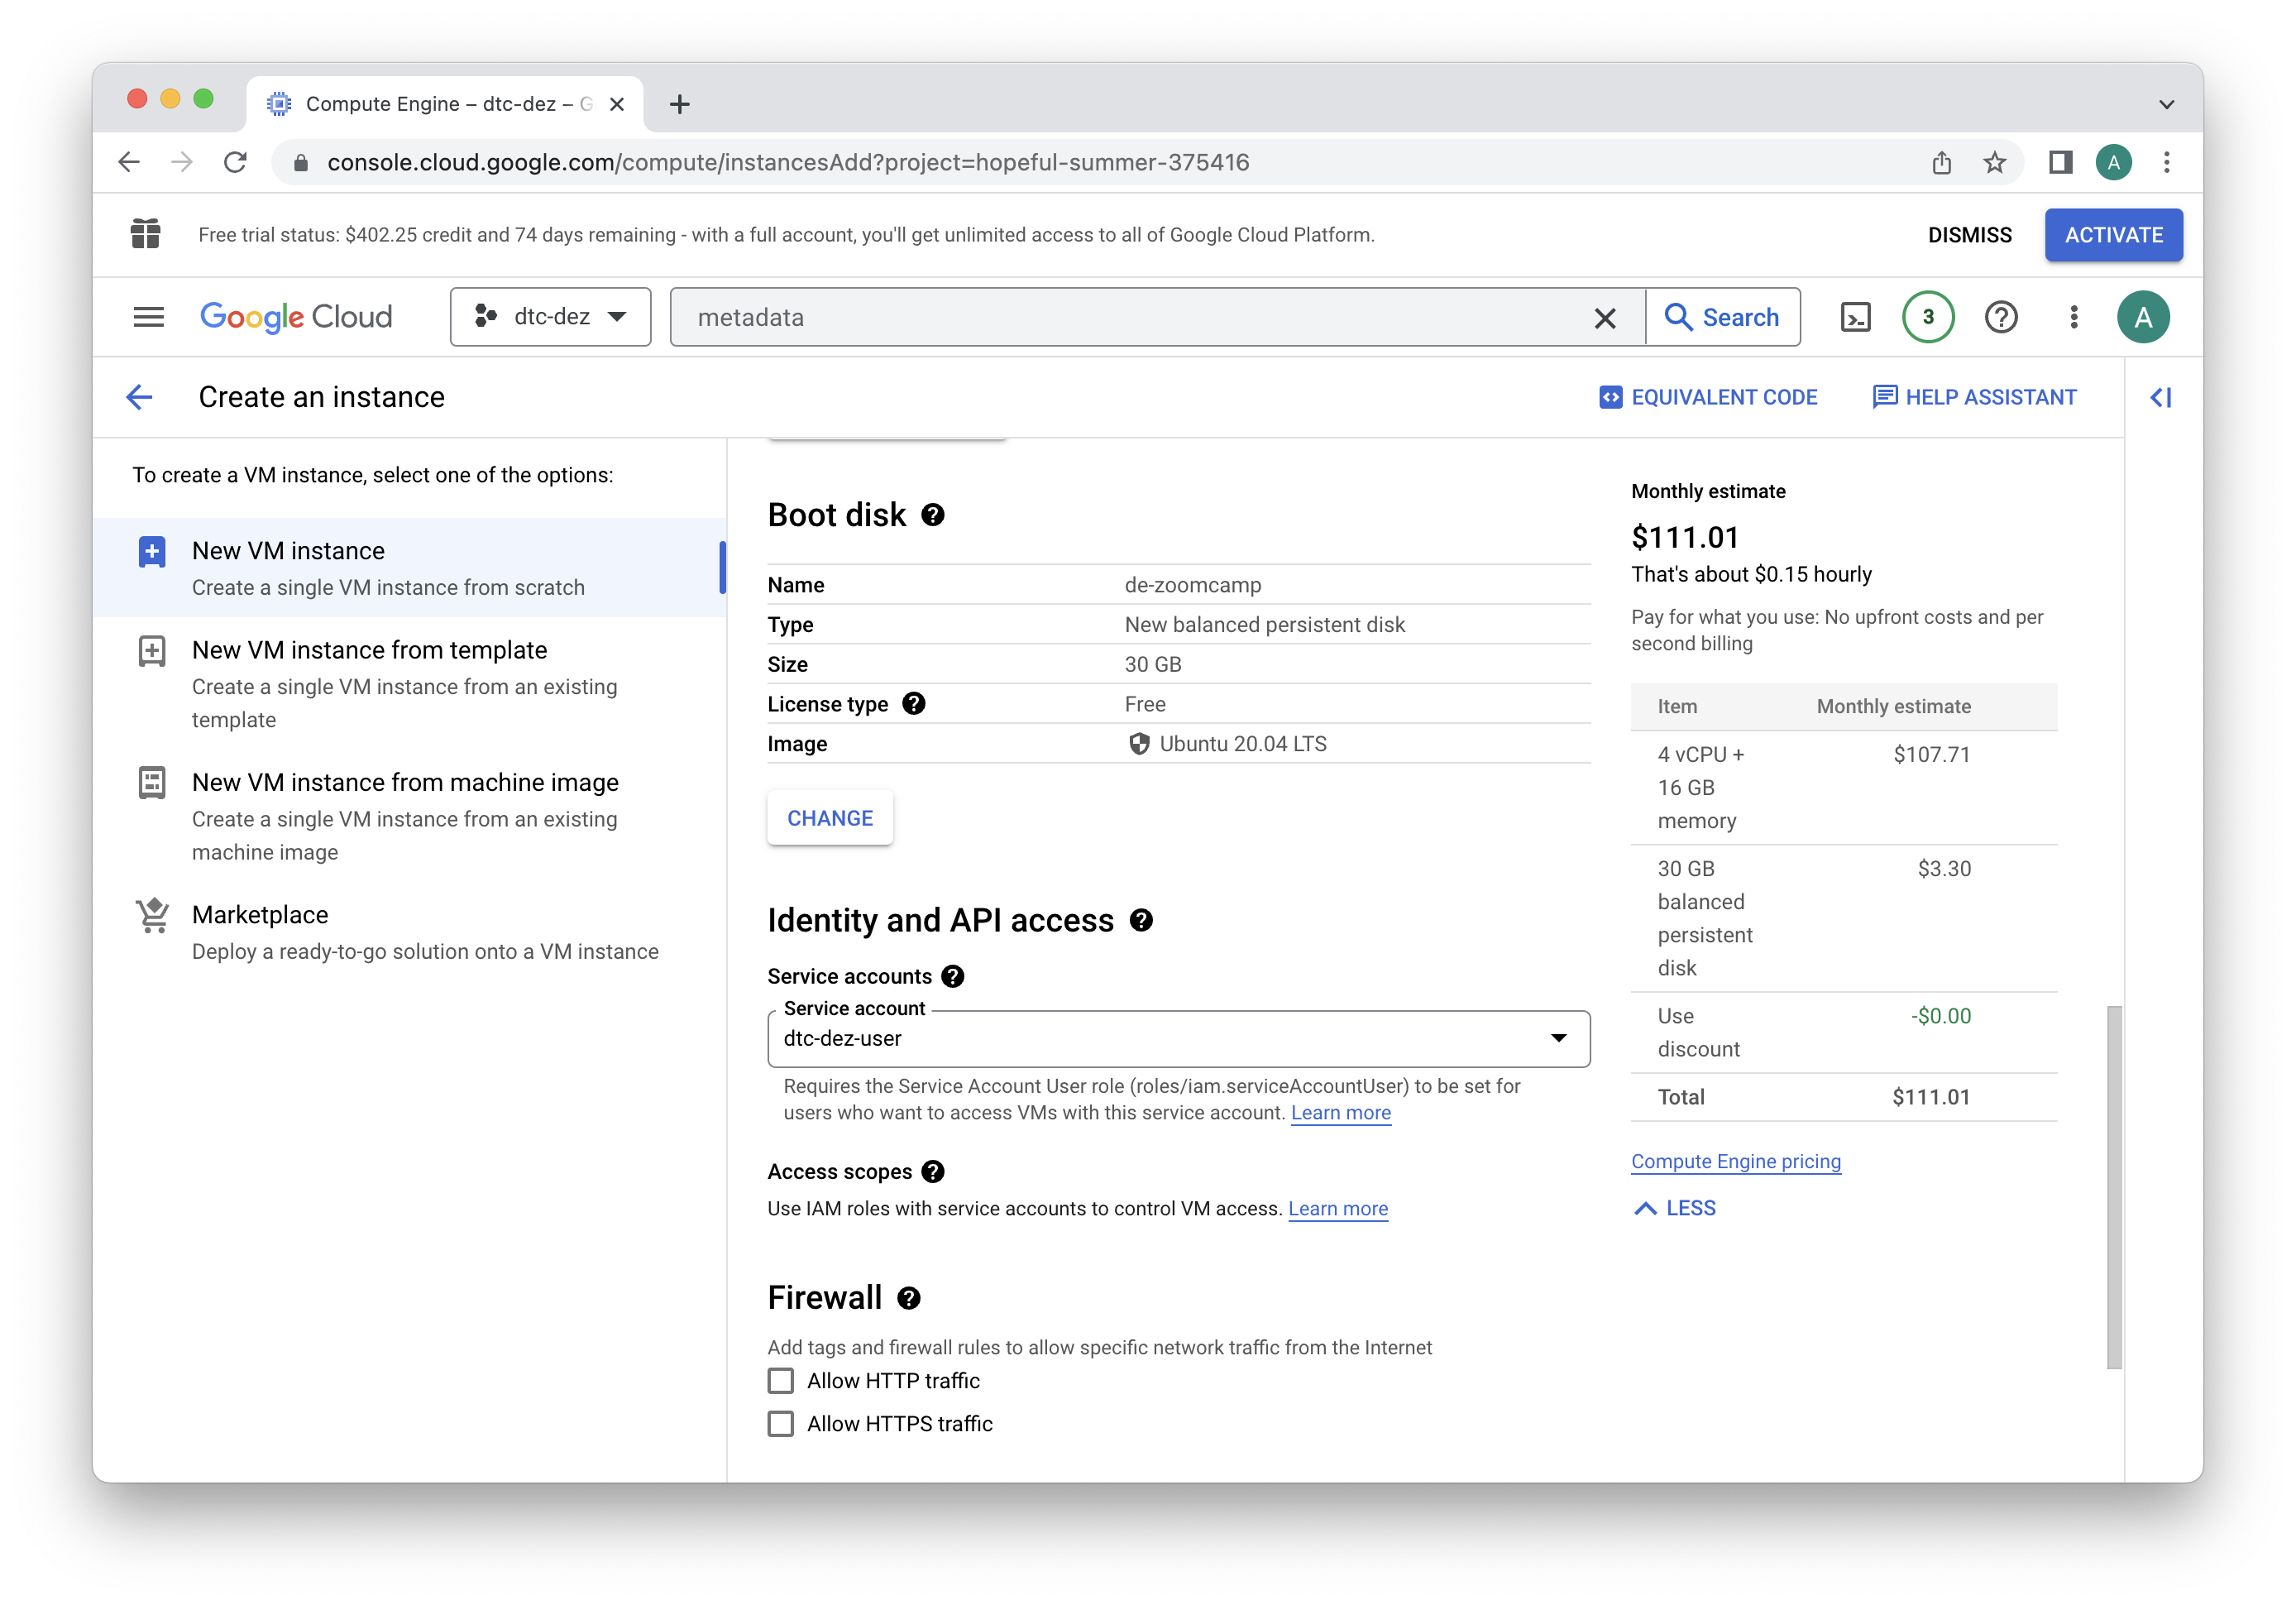 Compute Engine – dtc-dez – G
console.cloud.google.com/compute/instancesAdd?project=hopeful-summer-375416
A
Free trial status: $402.25 credit and 74 days remaining - with a full account, you'll get unlimited access to all of Google Cloud Platform.
DISMISS
ACTIVATE
Google Cloud
dtc-dez
metadata
Search
3
A
Create an instance
EQUIVALENT CODE
HELP ASSISTANT
To create a VM instance, select one of the options:
New VM instance
Create a single VM instance from scratch
New VM instance from template
Create a single VM instance from an existing
template
New VM instance from machine image
Create a single VM instance from an existing
machine image
Marketplace
Deploy a ready-to-go solution onto a VM instance
Boot disk
Name de-zoomcamp
Type New balanced persistent disk
Size 30 GB
License type Free
Image Ubuntu 20.04 LTS
CHANGE
Identity and API access
Service accounts
Service account
dtc-dez-user
Requires the Service Account User role (roles/iam.serviceAccountUser) to be set for
users who want to access VMs with this service account. Learn more
Access scopes
Use IAM roles with service accounts to control VM access. Learn more
Firewall
Add tags and firewall rules to allow specific network traffic from the Internet
Allow HTTP traffic
Allow HTTPS traffic
Monthly estimate
$111.01
That's about $0.15 hourly
Pay for what you use: No upfront costs and per
second billing
Item Monthly estimate
4 vCPU + $107.71
16 GB
memory
30 GB $3.30
balanced
persistent
disk
Use -$0.00
discount
Total $111.01
Compute Engine pricing
LESS